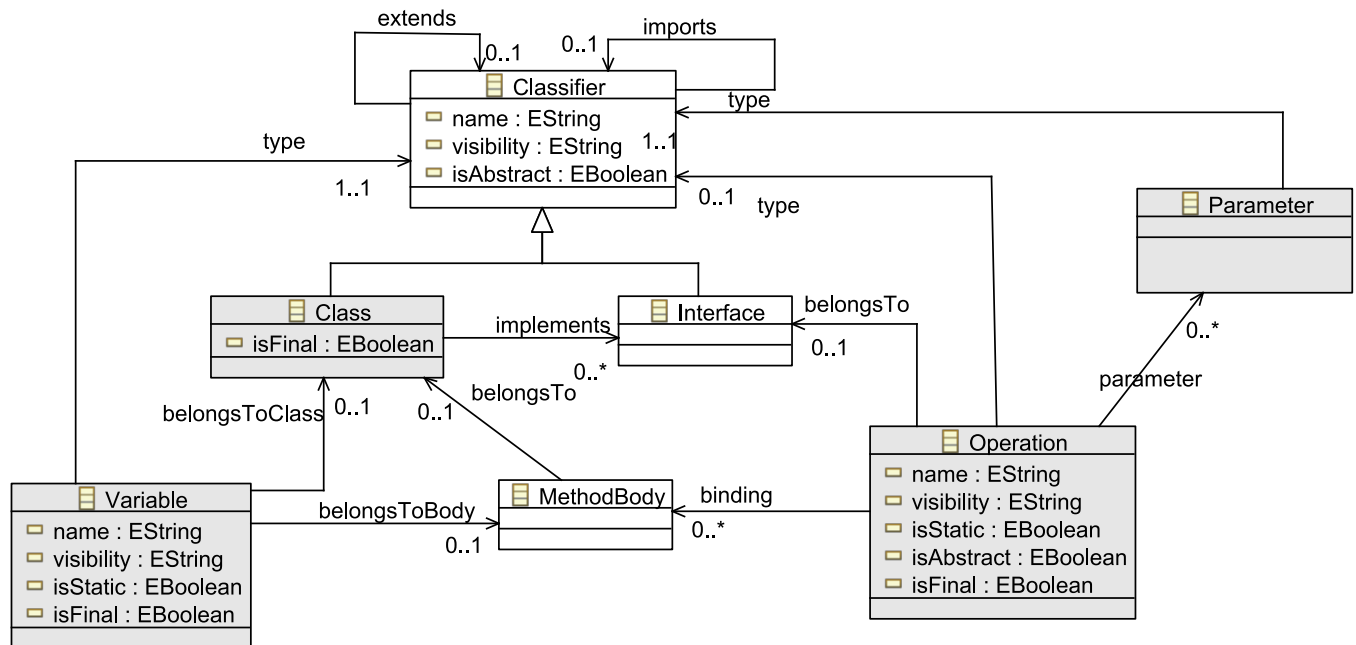 extends
imports
0..1
0..1
Classifier
name : EString
visibility : EString
isAbstract : EBoolean
type
1..1
type
1..1
0..1
type
Parameter
Class
isFinal : EBoolean
implements
0..*
Interface
belongsTo
0..1
0..*
parameter
belongsToClass
0..1
0..1
belongsTo
Operation
name : EString
visibility : EString
isStatic : EBoolean
isAbstract : EBoolean
isFinal : EBoolean
Variable
name : EString
visibility : EString
isStatic : EBoolean
isFinal : EBoolean
belongsToBody
0..1
MethodBody
binding
0..*